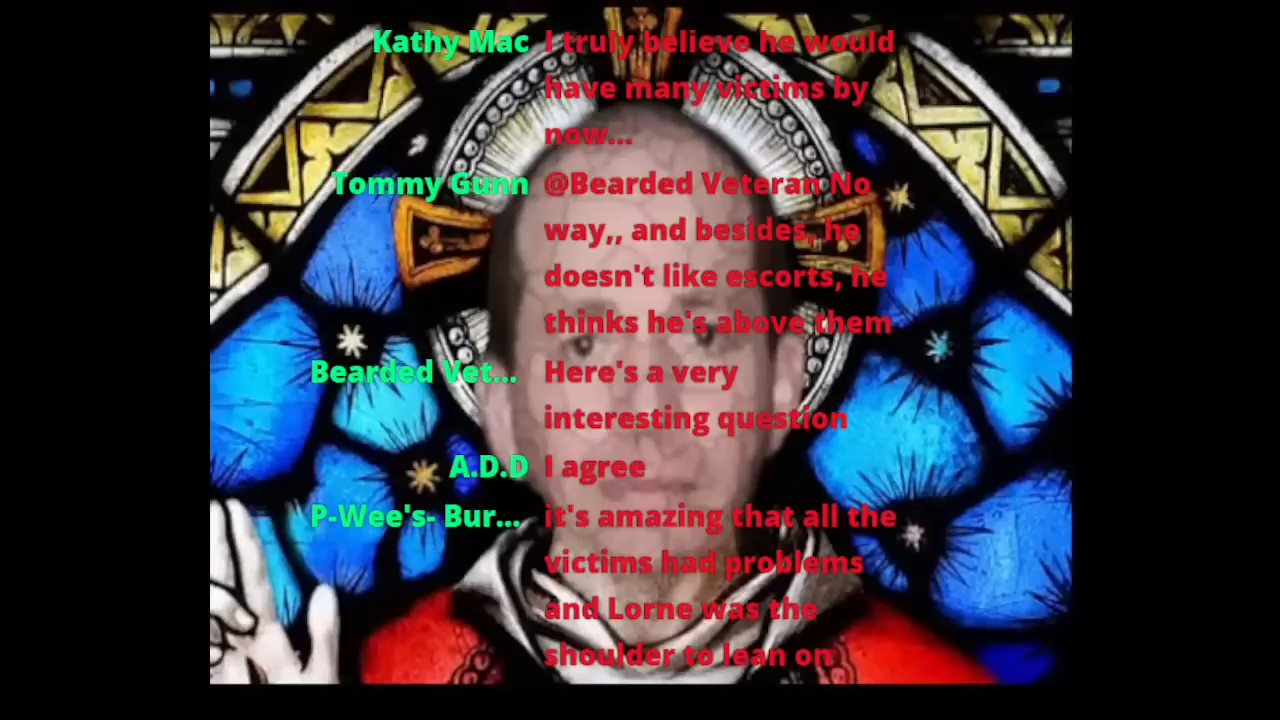 Kathy Mac I truly believe he would
have many victims by
now...
Tommy Gunn @Bearded Veteran No
way,, and besides, he
doesn't like escorts, he
thinks he's above them
Bearded Vet... Here's a very
interesting question
A.D.D I agree
P-Wee's- Bur... it's amazing that all the
victims had problems
and Lorne was the
shoulder to lean on